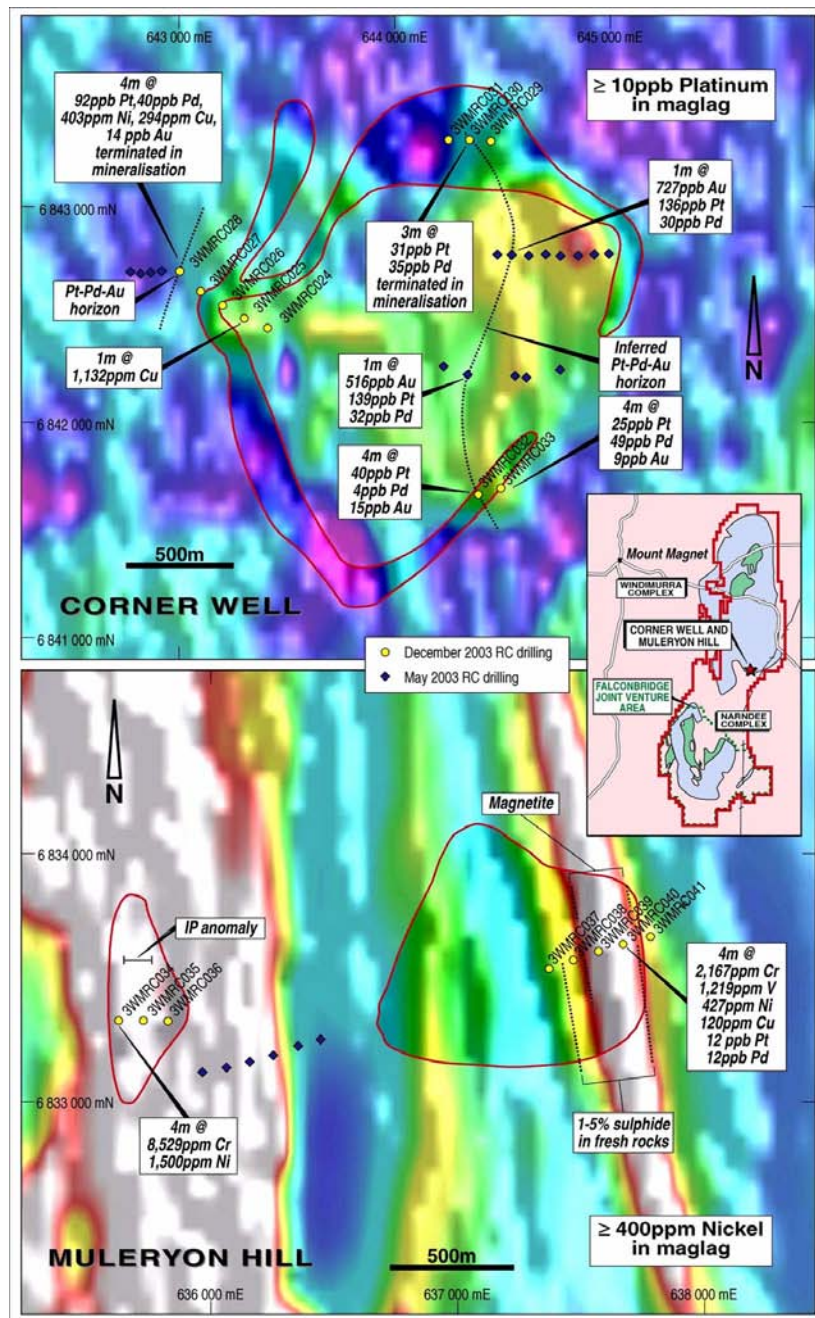 643 000 mE
644 000 mE
645 000 mE
4m @
92ppb Pt,40ppb Pd,
403ppm Ni, 294ppm Cu,
14 ppb Au
terminated in
mineralisation
≥ 10ppb Platinum
in maglag
3WMRC031
3WMRC030
3WMRC029
1m @
727ppb Au
136ppb Pt
30ppb Pd
6 843 000 mN
3m @
31ppb Pt
35ppb Pd
terminated in
mineralisation
3WMRC028
3WMRC027
3WMRC026
3WMRC025
3WMRC024
Pt-Pd-Au
horizon
1m @
1,132ppm Cu
1m @
516ppb Au
139ppb Pt
32ppb Pd
Inferred
Pt-Pd-Au
horizon
N
6 842 000 mN
4m @
40ppb Pt
4ppb Pd
15ppb Au
3WMRC032
3WMRC033
4m @
25ppb Pt
49ppb Pd
9ppb Au
500m
CORNER WELL
6 841 000 mN
Mount Magnet
WINDIMURRA
COMPLEX
CORNER WELL AND
MULERYON HILL
FALCONBRIDGE
JOINT VENTURE
AREA
NARNDEE
COMPLEX
December 2003 RC drilling
May 2003 RC drilling
N
Magnetite
6 834 000 mN
IP anomaly
3WMRC034
3WMRC035
3WMRC036
3WMRC037
3WMRC038
3WMRC039
3WMRC040
3WMRC041
4m @
2,167ppm Cr
1,219ppm V
427ppm Ni
120ppm Cu
12 ppb Pt
12ppb Pd
6 833 000 mN
4m @
8,529ppm Cr
1,500ppm Ni
1-5% sulphide
in fresh rocks
MULERYON HILL
500m
≥ 400ppm Nickel
in maglag
636 000 mE
637 000 mE
638 000 mE